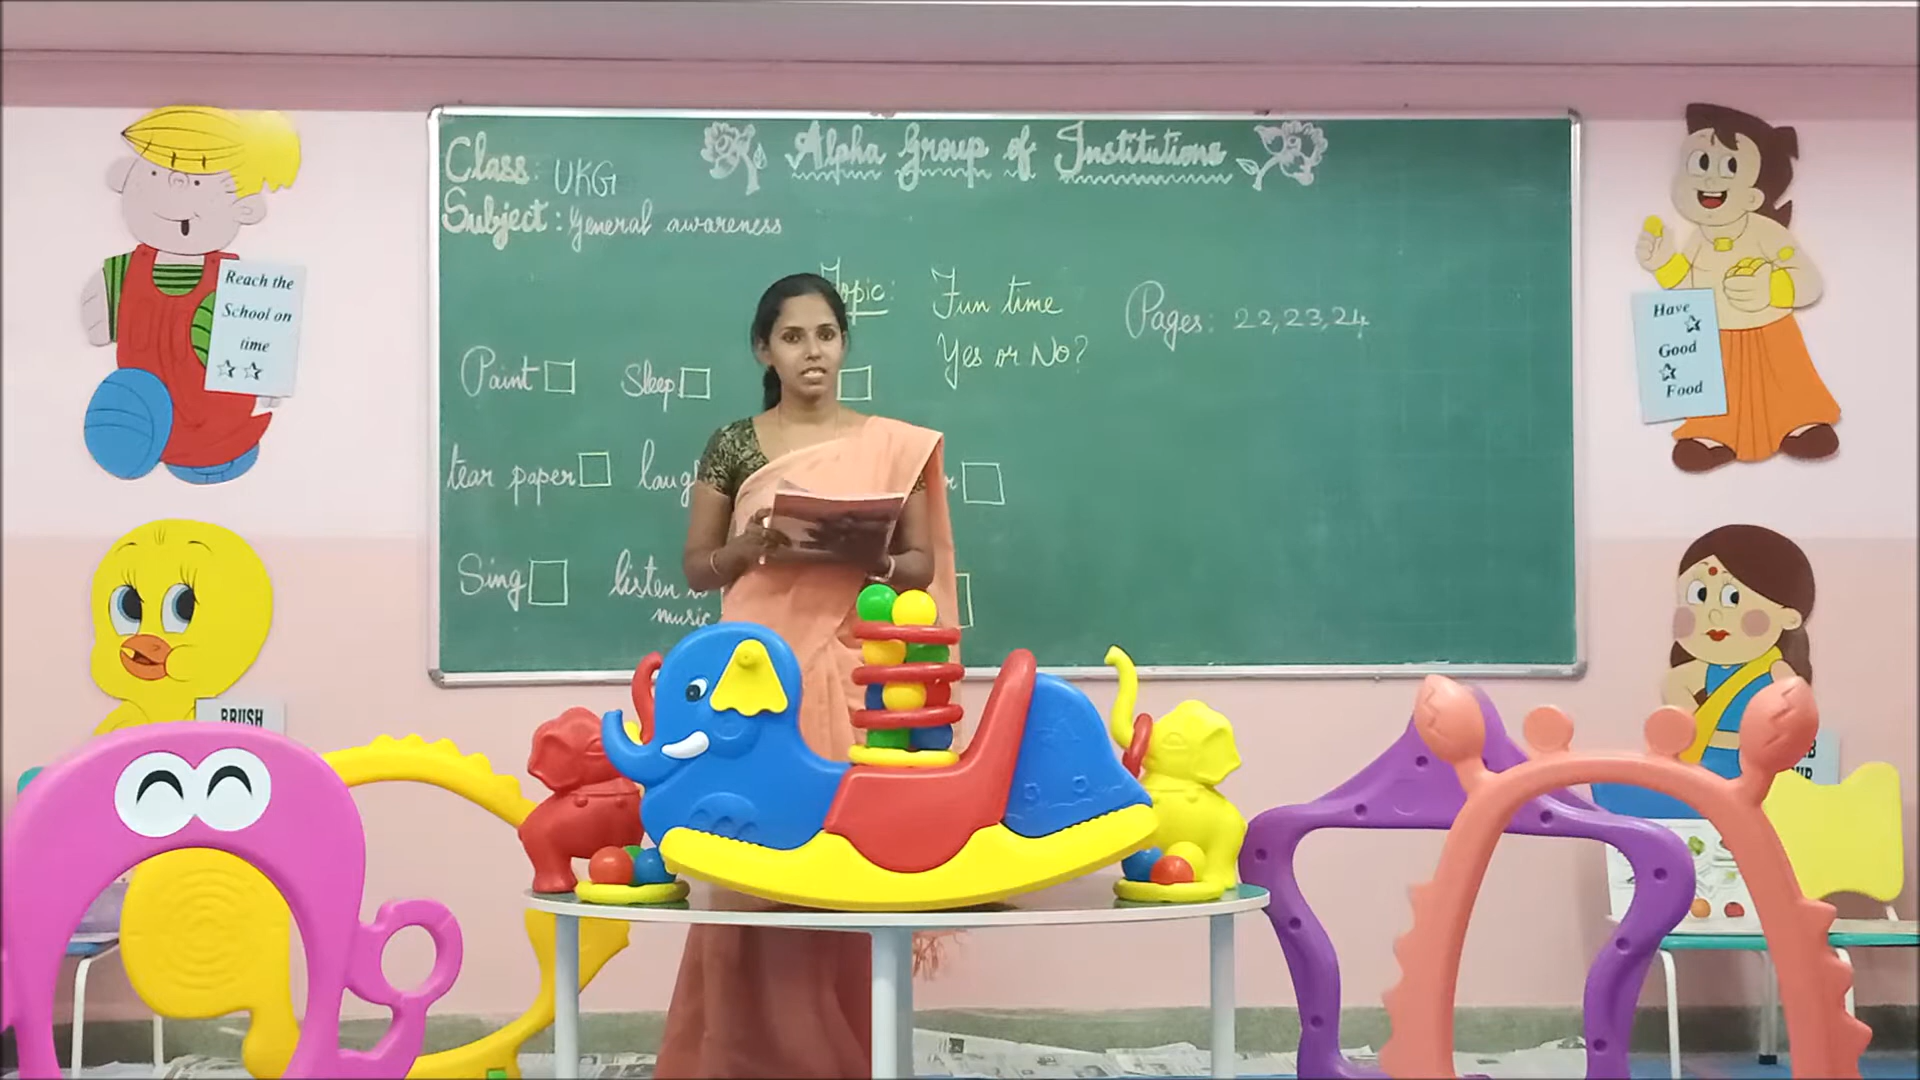 Alpha Group of Institutions
Class: UKG
Subject: General awareness
Topic: Fun time
Yes or No?
Pages: 22,23,24
Paint
Sleep
tear paper
Sing
listen
music
Reach the
School on
time
Have
Good
Food
BRUSH